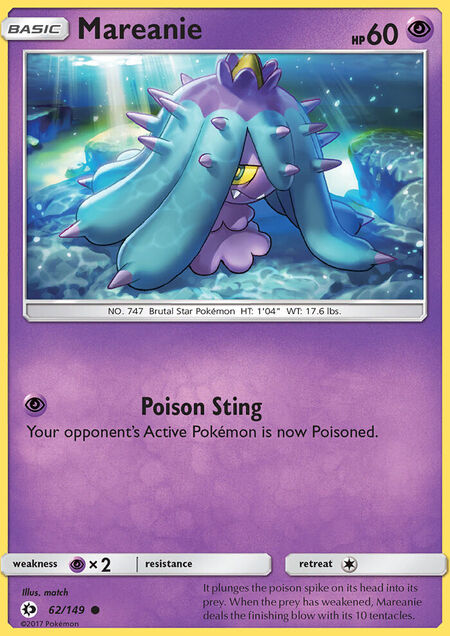 BASIC Mareanie HP60
NO. 747 Brutal Star Pokémon HT: 1'04" WT: 17.6 lbs.
Poison Sting
Your opponent's Active Pokémon is now Poisoned.
weakness ×2 resistance retreat
Illus. match
62/149
©2017 Pokémon
It plunges the poison spike on its head into its
prey. When the prey has weakened, Mareanie
deals the finishing blow with its 10 tentacles.